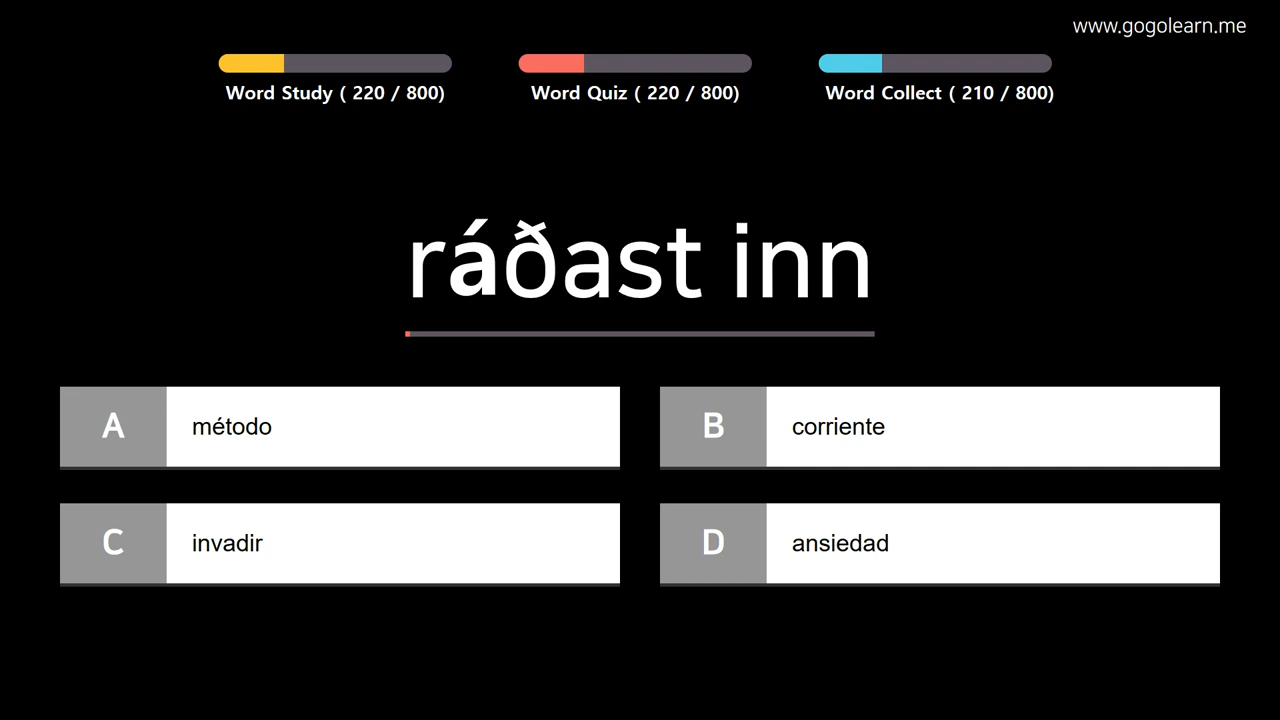 www.gogolearn.me
Word Study ( 220 / 800)
Word Quiz ( 220 / 800)
Word Collect ( 210 / 800)
ráðast inn
A método
B corriente
C invadir
D ansiedad